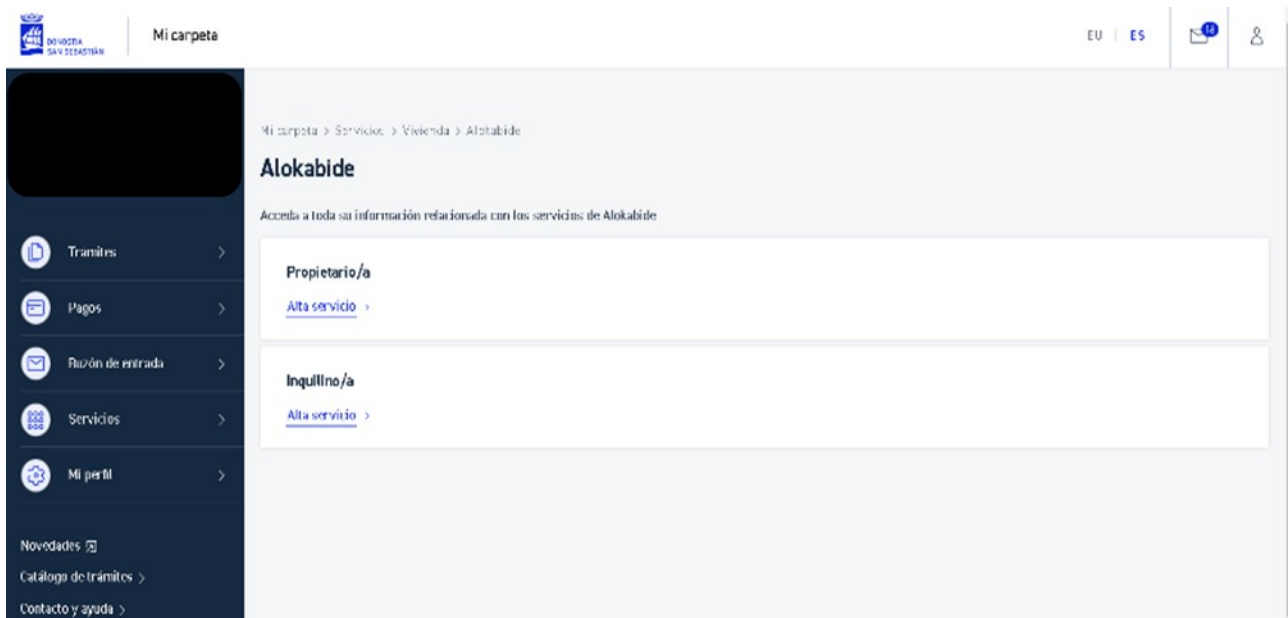 DONOSTIA
SAN SEBASTIÁN
Mi carpeta
EU | ES
Mi carpeta > Servicios > Vivienda > Alokabide
Alokabide
Acceda a toda su información relacionada con los servicios de Alokabide
Tramites
Pagos
Buzón de entrada
Servicios
Mi perfil
Propietario/a
Alta servicio >
Inquilino/a
Alta servicio >
Novedades
Catálogo de trámites >
Contacto y ayuda >